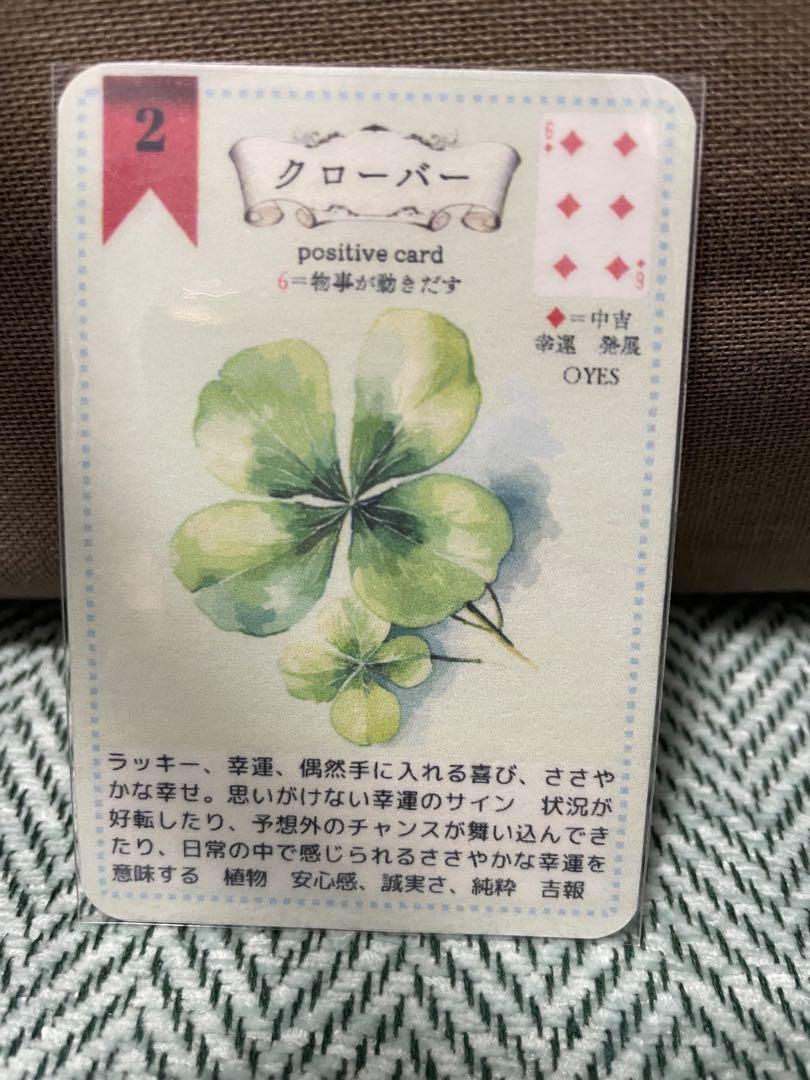 2
クローバー
positive card
6=物事が動きだす
6♦
6♦
♦=中吉
幸運　発展
〇YES
ラッキー、幸運、偶然手に入れる喜び、ささや
かな幸せ。思いがけない幸運のサイン　状況が
好転したり、予想外のチャンスが舞い込んでき
たり、日常の中で感じられるささやかな幸運を
意味する　植物　安心感、誠実さ、純粋　吉報